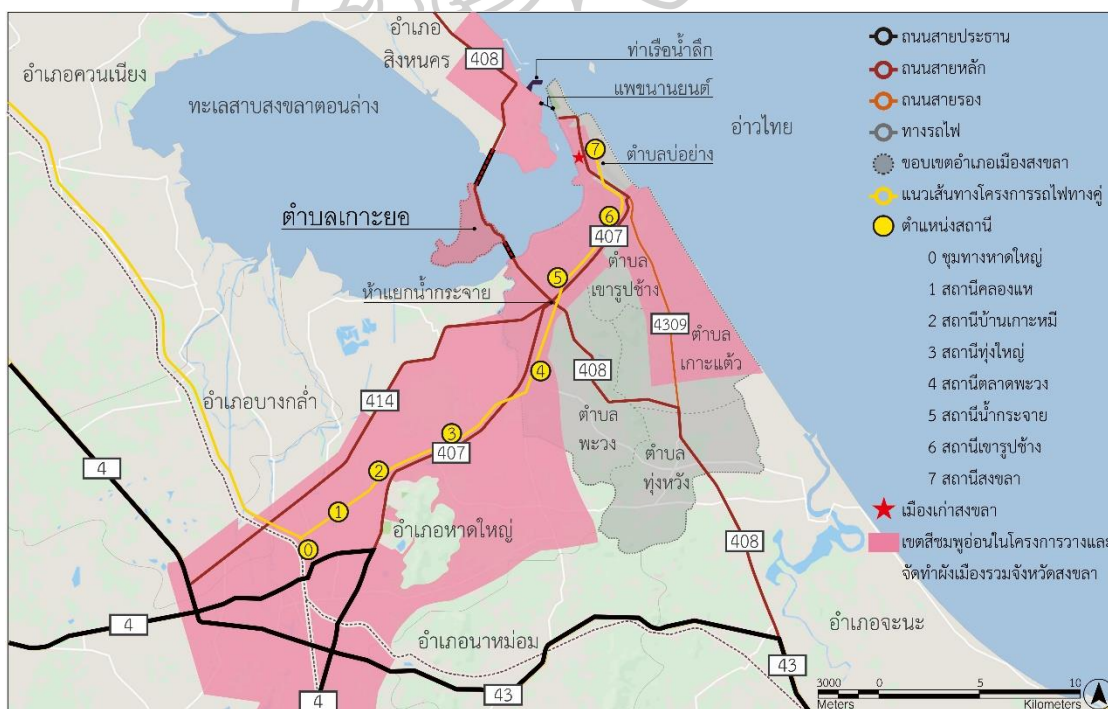 อำเภอ
สิงหนคร
408
ท่าเรือน้ำลึก
แพขนานยนต์
อำเภอควนเนียง
ทะเลสาบสงขลาตอนล่าง
อ่าวไทย
7
ตำบลบ่อยาง
ตำบลเกาะยอ
6
407
ตำบล
เขารูปช้าง
5
ห้าแยกน้ำกระจาย
4309
ตำบล
เกาะแต้ว
4
408
414
อำเภอบางกล่ำ
ตำบล
พะวง
3
407
ตำบล
ทุ่งหวัง
4
2
1
อำเภอหาดใหญ่
0
408
4
อำเภอนาหม่อม
อำเภอจะนะ
43
43
4
ถนนสายประธาน
ถนนสายหลัก
ถนนสายรอง
ทางรถไฟ
ขอบเขตอำเภอเมืองสงขลา
แนวเส้นทางโครงการรถไฟทางคู่
ตำแหน่งสถานี
0 ชุมทางหาดใหญ่
1 สถานีคลองแห
2 สถานีบ้านเกาะหมี
3 สถานีทุ่งใหญ่
4 สถานีตลาดพะวง
5 สถานีน้ำกระจาย
6 สถานีเขารูปช้าง
7 สถานีสงขลา
เมืองเก่าสงขลา
เขตสีชมพูอ่อนในโครงการวางและ
จัดทำผังเมืองรวมจังหวัดสงขลา
3000 0 5 10
Meters Kilometers